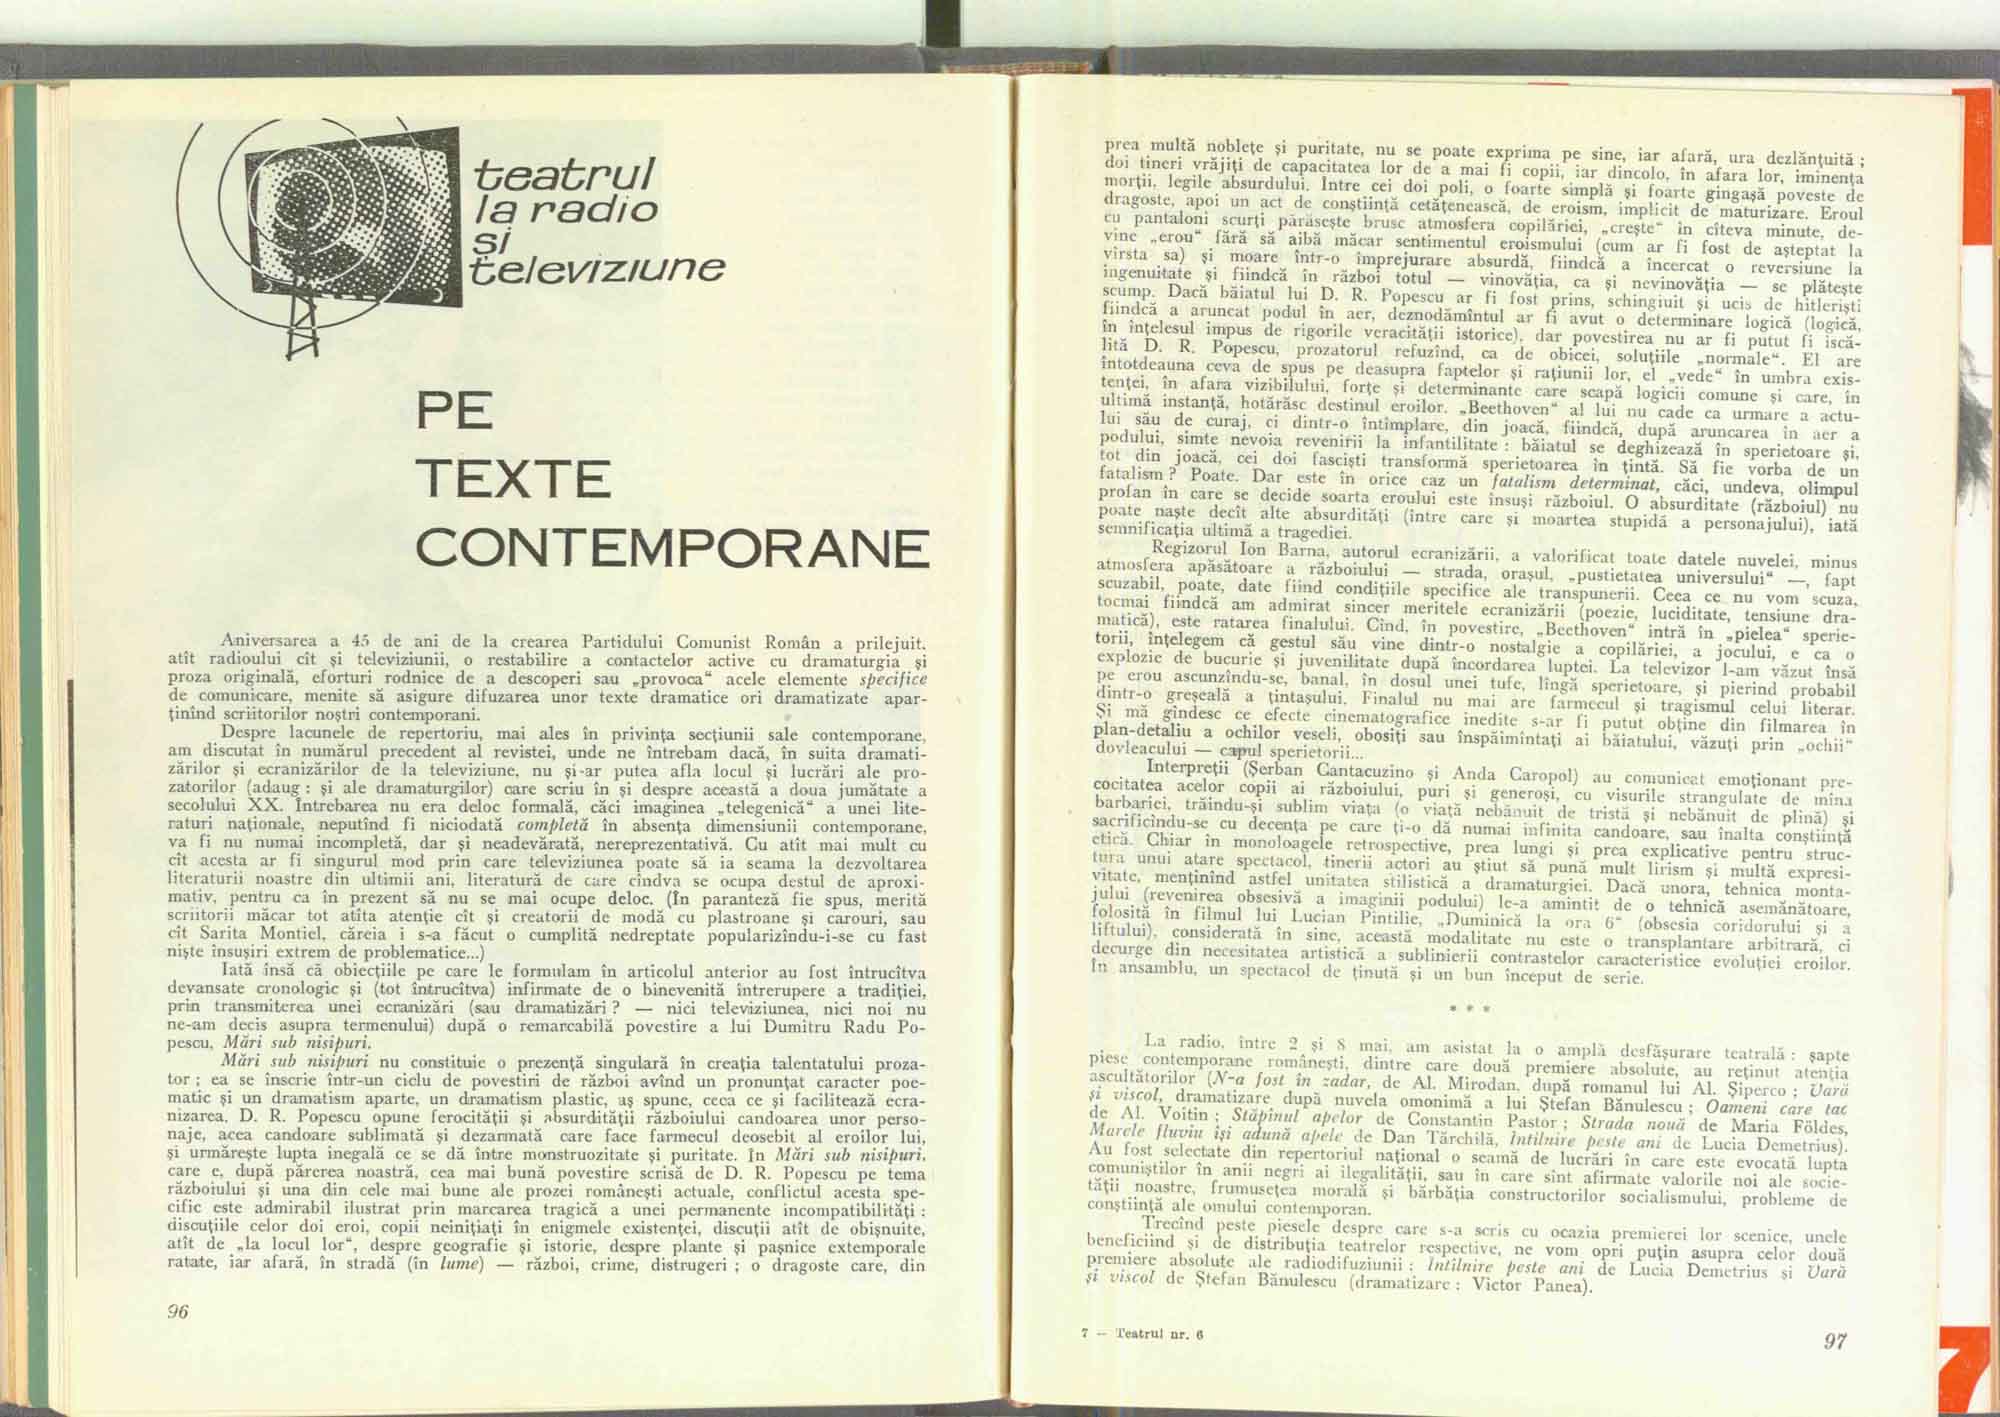 teatrul
la radio
și
televiziune
PE
TEXTE
CONTEMPORANE
Aniversarea a 45 de ani de la crearea Partidului Comunist Român a prilejuit,
atît radioului cît și televiziunii, o restabilire a contactelor active cu dramaturgia și
proza originală, eforturi rodnice de a descoperi sau „provoca“ acele elemente specifice
de comunicare, menite să asigure difuzarea unor texte dramatice ori dramatizate apar-
ținînd scriitorilor noștri contemporani.
Despre lacunele de repertoriu, mai ales în privința secțiunii sale contemporane,
am discutat în numărul precedent al revistei, unde ne întrebam dacă, în suita dramati-
zărilor și ecranizărilor de la televiziune, nu și-ar putea afla locul și lucrări ale pro-
zatorilor (adaug : și ale dramaturgilor) care scriu în și despre această a doua jumătate a
secolului XX. Întrebarea nu era deloc formală, căci imaginea „telegenică“ a unei lite-
raturi naționale, neputînd fi niciodată completă în absența dimensiunii contemporane,
va fi nu numai incompletă, dar și neadevărată, nereprezentativă. Cu atît mai mult cu
cît acesta ar fi singurul mod prin care televiziunea poate să ia seama la dezvoltarea
literaturii noastre din ultimii ani, literatură de care cîndva se ocupa destul de aproxi-
mativ, pentru ca în prezent să nu se mai ocupe deloc. (În paranteză fie spus, merită
scriitorii măcar tot atîta atenție cît și creatorii de modă cu plastroane și carouri, sau
cît Sarita Montiel, căreia i s-a făcut o cumplită nedreptate popularizîndu-i-se cu fast
niște însușiri extrem de problematice...)
Iată însă că obiecțiile pe care le formulam în articolul anterior au fost întrucîtva
devansate cronologic și (tot întrucîtva) infirmate de o binevenită întrerupere a tradiției,
prin transmiterea unei ecranizări (sau dramatizări ? — nici televiziunea, nici noi nu
ne-am decis asupra termenului) după o remarcabilă povestire a lui Dumitru Radu Po-
pescu, Mări sub nisipuri.
Mări sub nisipuri nu constituie o prezență singulară în creația talentatului proza-
tor ; ea se înscrie într-un ciclu de povestiri de război avînd un pronunțat caracter poe-
matic și un dramatism aparte, un dramatism plastic, aș spune, ceea ce și facilitează ecra-
nizarea. D. R. Popescu opune ferocității și absurdității războiului candoarea unor perso-
naje, acea candoare sublimată și dezarmată care face farmecul deosebit al eroilor lui,
și urmărește lupta inegală ce se dă între monstruozitate și puritate. În Mări sub nisipuri,
care e, după părerea noastră, cea mai bună povestire scrisă de D. R. Popescu pe tema
războiului și una din cele mai bune ale prozei românești actuale, conflictul acesta spe-
cific este admirabil ilustrat prin marcarea tragică a unei permanente incompatibilități :
discuțiile celor doi eroi, copii neinițiați în enigmele existenței, discuții atît de obișnuite,
atît de „la locul lor“, despre geografie și istorie, despre plante și pașnice extemporale
ratate, iar afară, în stradă (în lume) — război, crime, distrugeri ; o dragoste care, din
96
prea multă noblețe și puritate, nu se poate exprima pe sine, iar afară, ura dezlănțuită ;
doi tineri vrăjiți de capacitatea lor de a mai fi copii, iar dincolo, în afara lor, iminența
morții, legile absurdului. Între cei doi poli, o foarte simplă și foarte gingașă poveste de
dragoste, apoi un act de conștiință cetățenească, de eroism, implicit de maturizare. Eroul
cu pantaloni scurți părăsește brusc atmosfera copilăriei, „crește“ în cîteva minute, de-
vine „erou“ fără să aibă măcar sentimentul eroismului (cum ar fi fost de așteptat la
vîrsta sa) și moare într-o împrejurare absurdă, fiindcă a încercat o reversiune la
ingenuitate și fiindcă în război totul — vinovăția, ca și nevinovăția — se plătește
scump. Dacă băiatul lui D. R. Popescu ar fi fost prins, schingiuit și ucis de hitleriști
fiindcă a aruncat podul în aer, deznodămîntul ar fi avut o determinare logică (logică,
în înțelesul impus de rigorile veracității istorice), dar povestirea nu ar fi putut fi iscă-
lită D. R. Popescu, prozatorul refuzînd, ca de obicei, soluțiile „normale“. El are
întotdeauna ceva de spus pe deasupra faptelor și rațiunii lor, el „vede“ în umbra exis-
tenței, în afara vizibilului, forțe și determinante care scapă logicii comune și care, în
ultimă instanță, hotărăsc destinul eroilor. „Beethoven“ al lui nu cade ca urmare a actu-
lui său de curaj, ci dintr-o întîmplare, din joacă, fiindcă, după aruncarea în aer a
podului, simte nevoia revenirii la infantilitate : băiatul se deghizează în sperietoare și,
tot din joacă, cei doi fasciști transformă sperietoarea în țintă. Să fie vorba de un
fatalism ? Poate. Dar este în orice caz un fatalism determinat, căci, undeva, olimpul
profan în care se decide soarta eroului este însuși războiul. O absurditate (războiul) nu
poate naște decît alte absurdități (între care și moartea stupidă a personajului), iată
semnificația ultimă a tragediei.
Regizorul Ion Barna, autorul ecranizării, a valorificat toate datele nuvelei, minus
atmosfera apăsătoare a războiului — strada, orașul, „pustietatea universului“ —, fapt
scuzabil, poate, date fiind condițiile specifice ale transpunerii. Ceea ce nu vom scuza,
tocmai fiindcă am admirat sincer meritele ecranizării (poezie, luciditate, tensiune dra-
matică), este ratarea finalului. Cînd, în povestire, „Beethoven“ intră în „pielea“ sperie-
torii, înțelegem că gestul său vine dintr-o nostalgie a copilăriei, a jocului, e ca o
explozie de bucurie și juvenilitate după încordarea luptei. La televizor l-am văzut însă
pe erou ascunzîndu-se, banal, în dosul unei tufe, lîngă sperietoare, și pierind probabil
dintr-o greșeală a țintașului. Finalul nu mai are farmecul și tragismul celui literar.
Și mă gîndesc ce efecte cinematografice inedite s-ar fi putut obține din filmarea în
plan-detaliu a ochilor veseli, obosiți sau înspăimîntați ai băiatului, văzuți prin „ochii“
dovleacului — capul sperietorii...
Interpreții (Șerban Cantacuzino și Anda Caropol) au comunicat emoționant pre-
cocitatea acelor copii ai războiului, puri și generoși, cu visurile strangulate de mîna
barbariei, trăindu-și sublim viața (o viață nebănuit de tristă și nebănuit de plină) și
sacrificîndu-se cu decența pe care ți-o dă numai infinita candoare, sau înalta conștiință
etică. Chiar în monoloagele retrospective, prea lungi și prea explicative pentru struc-
tura unui atare spectacol, tinerii actori au știut să pună mult lirism și multă expresi-
vitate, menținînd astfel unitatea stilistică a dramaturgiei. Dacă unora, tehnica monta-
jului (revenirea obsesivă a imaginii podului) le-a amintit de o tehnică asemănătoare,
folosită în filmul lui Lucian Pintilie, „Duminică la ora 6“ (obsesia coridorului și a
liftului), considerată în sine, această modalitate nu este o transplantare arbitrară, ci
decurge din necesitatea artistică a sublinierii contrastelor caracteristice evoluției eroilor.
În ansamblu, un spectacol de ținută și un bun început de serie.
* * *
La radio, între 2 și 8 mai, am asistat la o amplă desfășurare teatrală : șapte
piese contemporane românești, dintre care două premiere absolute, au reținut atenția
ascultătorilor (N-a fost în zadar, de Al. Mirodan, după romanul lui Al. Șiperco ; Vară
și viscol, dramatizare după nuvela omonimă a lui Ștefan Bănulescu ; Oameni care tac
de Al. Voitin ; Stăpînul apelor de Constantin Pastor ; Strada nouă de Maria Földes,
Marele fluviu își adună apele de Dan Tărchilă, Întîlnire peste ani de Lucia Demetrius).
Au fost selectate din repertoriul național o seamă de lucrări în care este evocată lupta
comuniștilor în anii negri ai ilegalității, sau în care sînt afirmate valorile noi ale socie-
tății noastre, frumusețea morală și bărbăția constructorilor socialismului, probleme de
conștiință ale omului contemporan.
Trecînd peste piesele despre care s-a scris cu ocazia premierei lor scenice, unele
beneficiind și de distribuția teatrelor respective, ne vom opri puțin asupra celor două
premiere absolute ale radiodifuziunii : Întîlnire peste ani de Lucia Demetrius și Vară
și viscol de Ștefan Bănulescu (dramatizare : Victor Panea).
7 — Teatrul nr. 6
97